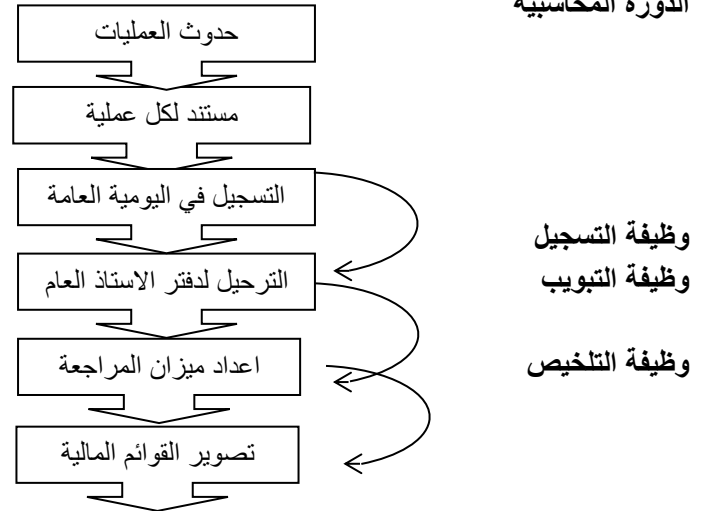 الدورة المحاسبية
حدوث العمليات
مستند لكل عملية
التسجيل في اليومية العامة
وظيفة التسجيل
الترحيل لدفتر الاستاذ العام
وظيفة التبويب
اعداد ميزان المراجعة
وظيفة التلخيص
تصوير القوائم المالية